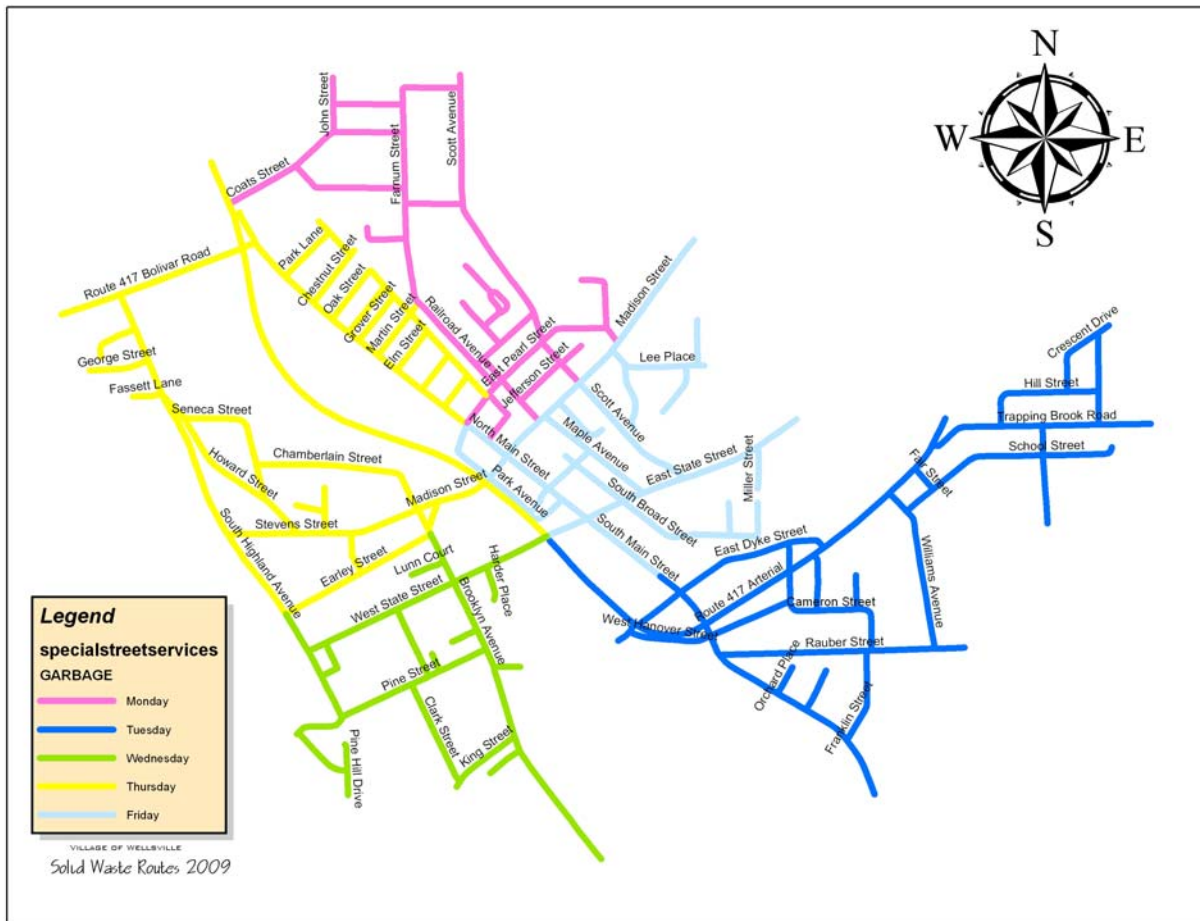 N
W
E
S
John Street
Scott Avenue
Coats Street
Farnum Street
Park Lane
Chestnut Street
Route 417 Bolivar Road
Oak Street
Madison Street
Grover Street
Railroad Avenue
Martin Street
Elm Street
East Pearl Street
Jefferson Street
Lee Place
George Street
Fassett Lane
Crescent Drive
Hill Street
Trapping Brook Road
School Street
Seneca Street
Scott Avenue
North Main Street
Maple Avenue
Chamberlain Street
Howard Street
Madison Street
Park Avenue
East State Street
Miller Street
Fair Street
South Broad Street
Stevens Street
South Main Street
South Highland Avenue
Earley Street
Lunn Court
Harder Place
East Dyke Street
Williams Avenue
West State Street
Brooklyn Avenue
Route 417 Arterial
Cameron Street
West Hanover Street
Rauber Street
Pine Street
Orchard Place
Clark Street
Franklin Street
King Street
Pine Hill Drive
Legend
specialstreetservices
GARBAGE
Monday
Tuesday
Wednesday
Thursday
Friday
VILLAGE OF WELLSVILLE
Solid Waste Routes 2009